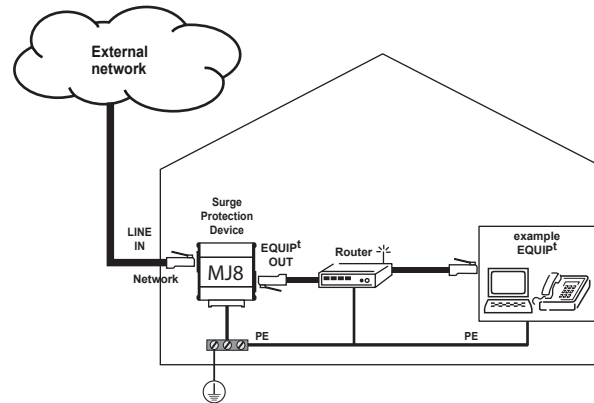 External
network
LINE
IN
Network
Surge
Protection
Device
MJ8
EQUIPt
OUT
Router
example
EQUIPt
PE
PE